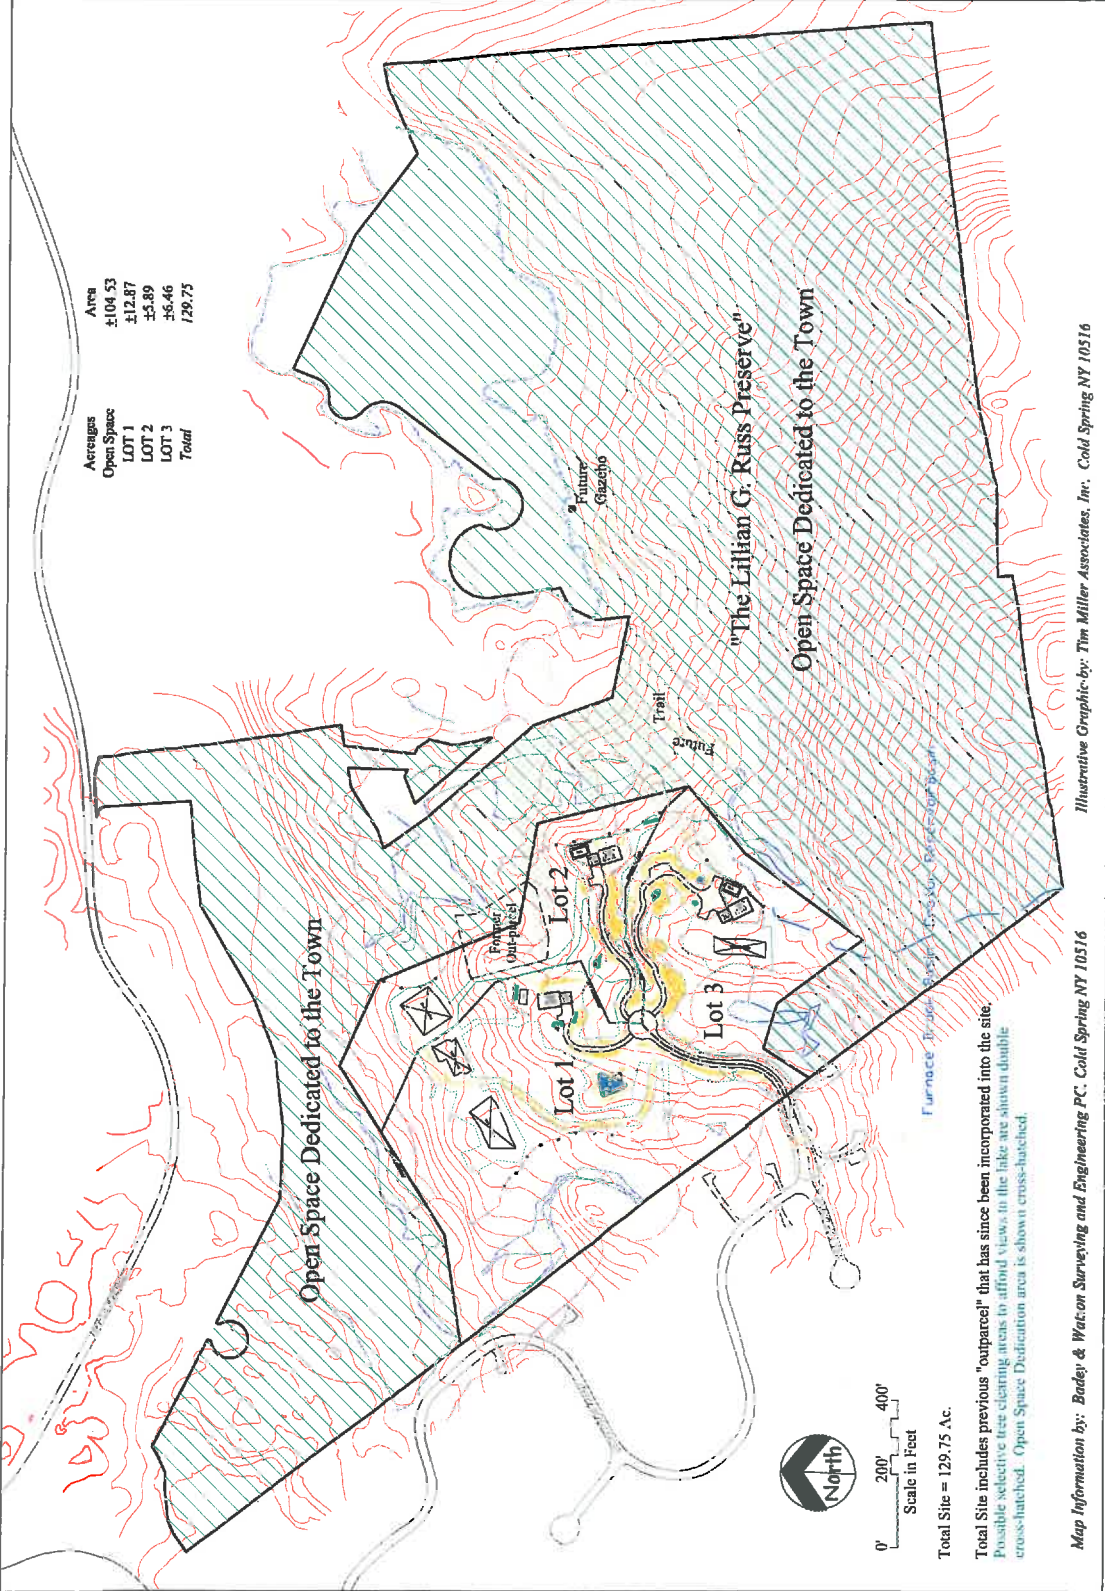 Acreages Area
Open Space ±104.53
LOT 1 ±12.87
LOT 2 ±5.89
LOT 3 ±6.46
Total 129.75
Open Space Dedicated to the Town
Former
Out-parcel
Lot 1
Lot 2
Lot 3
Future
Gazebo
Future Trail
"The Lillian G. Russ Preserve"
Open Space Dedicated to the Town
Furnace Brook Basin
North
0' 200' 400'
Scale in Feet
Total Site = 129.75 Ac.
Total Site includes previous "outparcel" that has since been incorporated into the site.
Possible selective tree clearing areas to afford views to the lake are shown double
cross-hatched. Open Space Dedication area is shown cross-hatched.
Map Information by: Badey & Watson Surveying and Engineering PC. Cold Spring NY 10516
Illustrative Graphic by: Tim Miller Associates, Inc. Cold Spring NY 10516